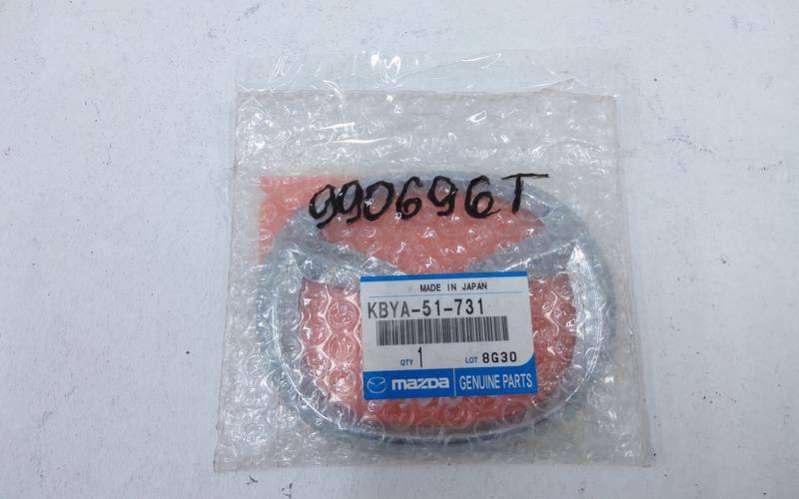 990696T
MADE IN JAPAN
KBYA-51-731
QTY 1 LOT 8G30
mazda GENUINE PARTS